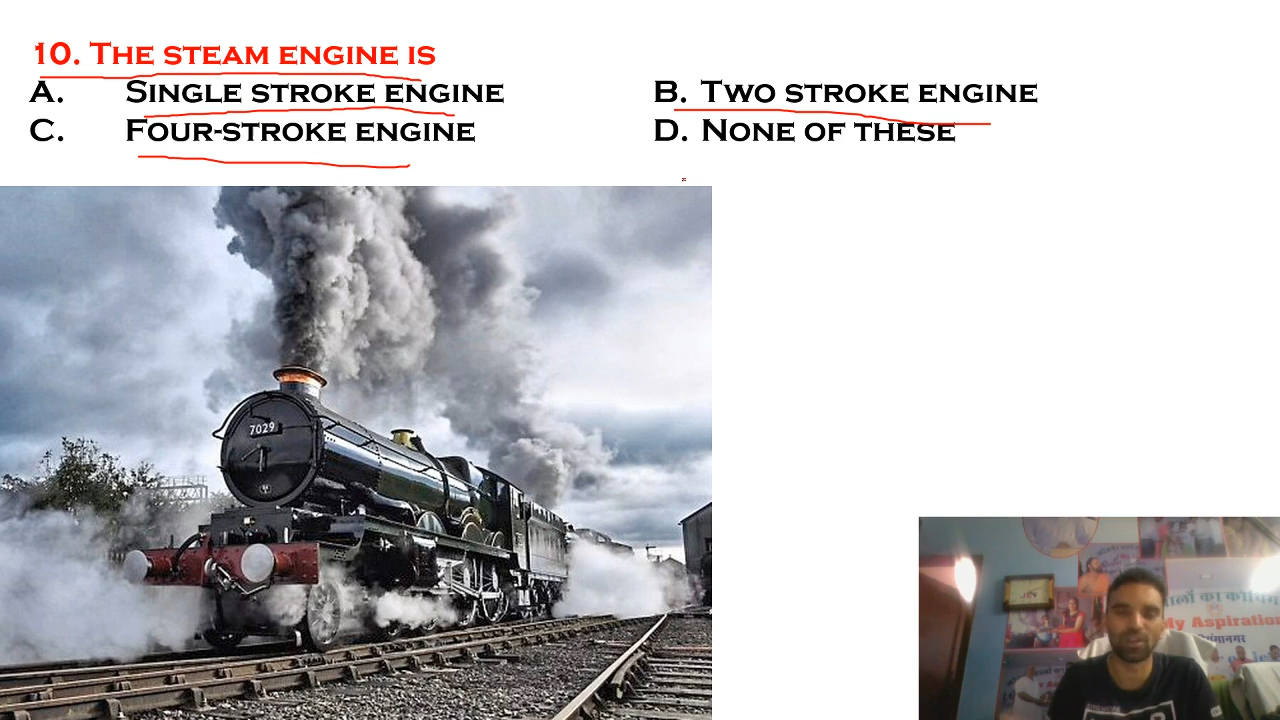 10. The steam engine is
A. Single stroke engine B. Two stroke engine
C. Four-stroke engine D. None of these
7029
JEN
My Aspiration